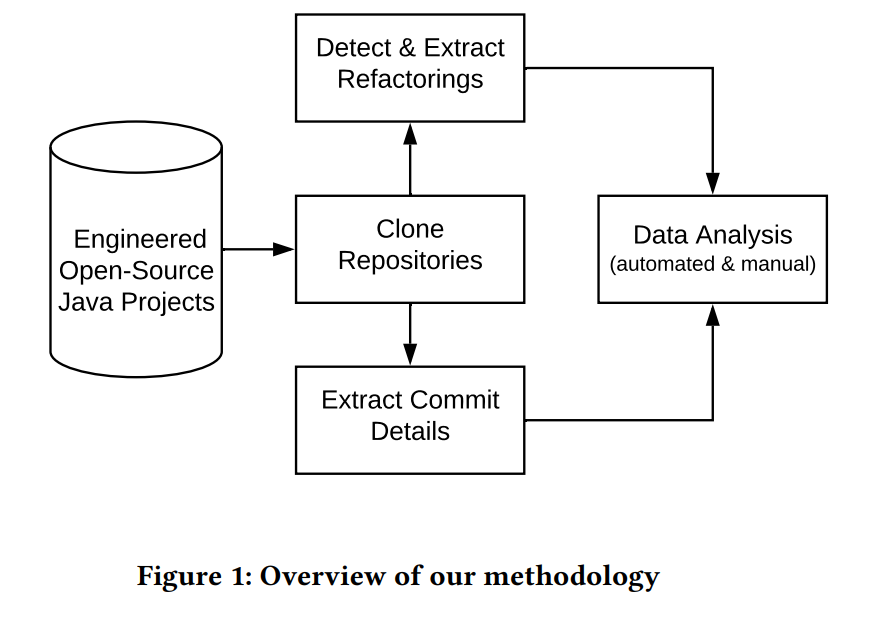 Detect & Extract
Refactorings
Engineered
Open-Source
Java Projects
Clone
Repositories
Data Analysis
(automated & manual)
Extract Commit
Details
Figure 1: Overview of our methodology